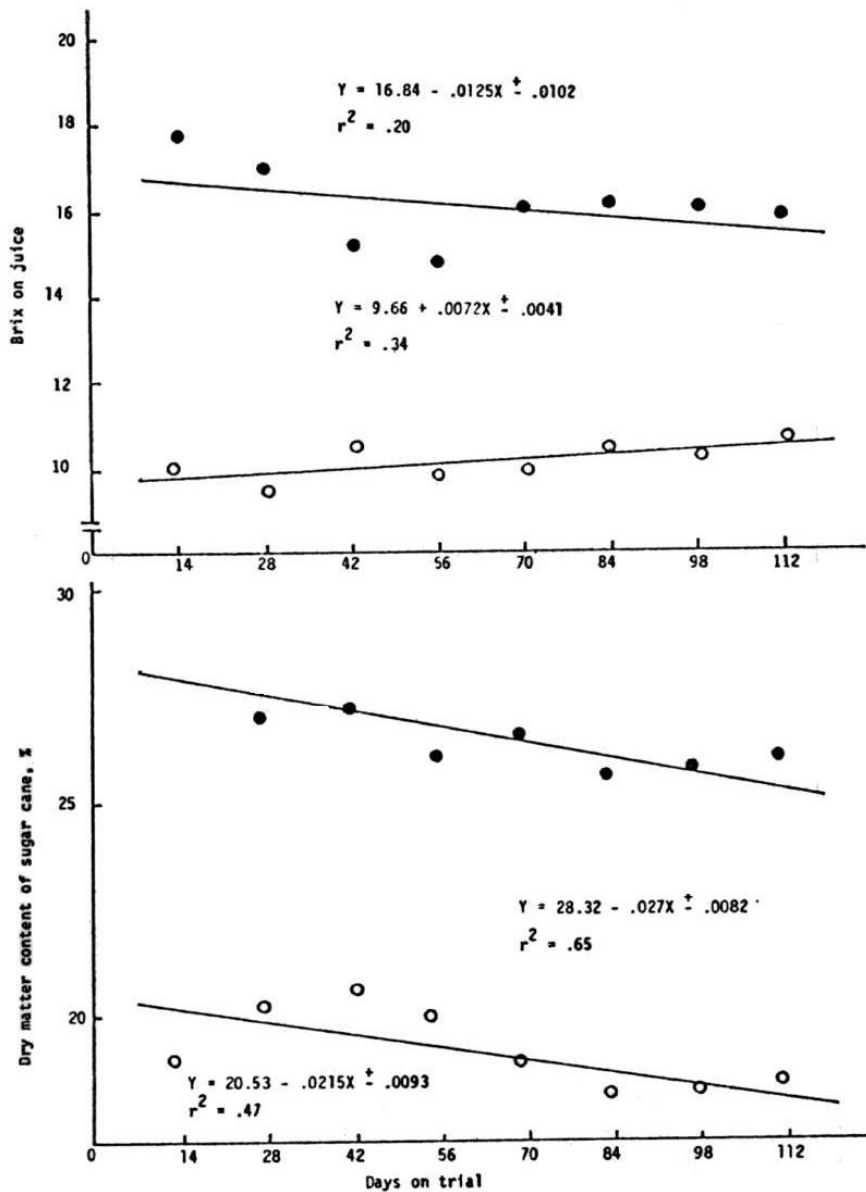 20
Y = 16.84 - .0125X ± .0102
r² = .20
18
16
14
Brix on juice
Y = 9.66 + .0072X ± .0041
r² = .34
12
10
0 14 28 42 56 70 84 98 112
30
25
Dry matter content of sugar cane, %
Y = 28.32 - .027X ± .0082
r² = .65
20
Y = 20.53 - .0215X ± .0093
r² = .47
0 14 28 42 56 70 84 98 112
Days on trial